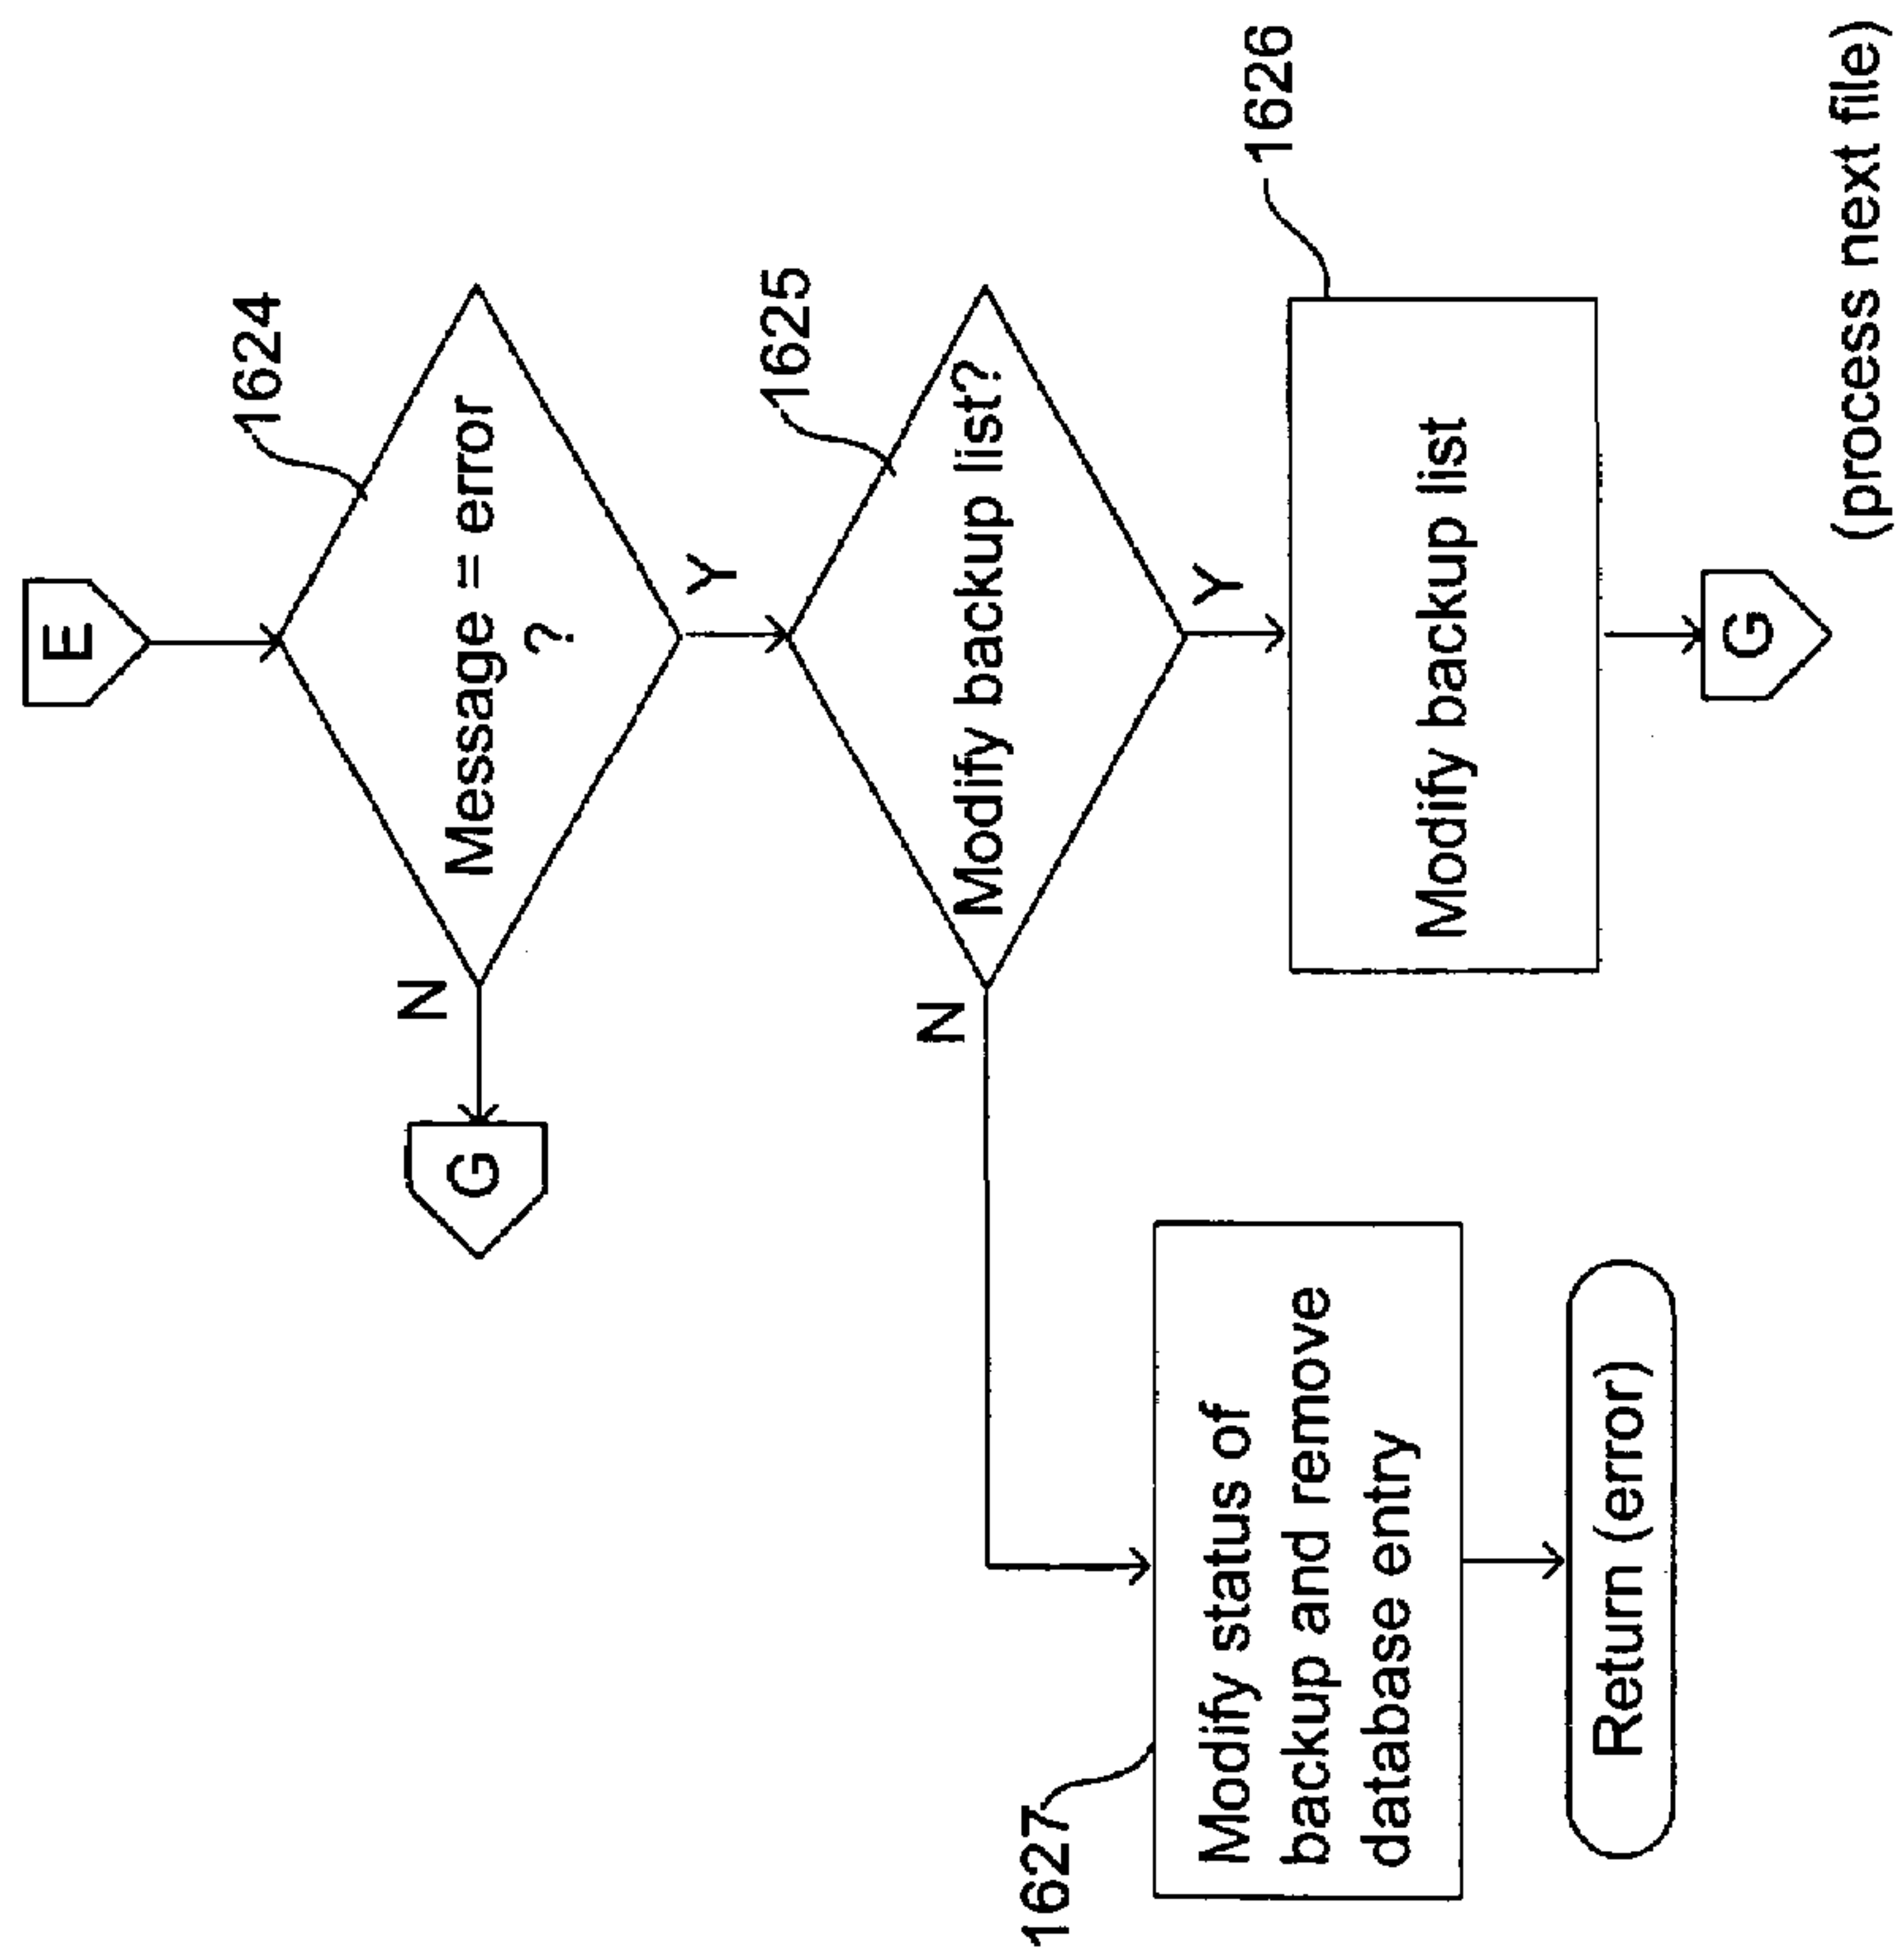 E
1624
Message = error
?
N
G
Y
1625
Modify backup list?
N
Y
1626
Modify backup list
G
(process next file)
1627
Modify status of
backup and remove
database entry
Return (error)